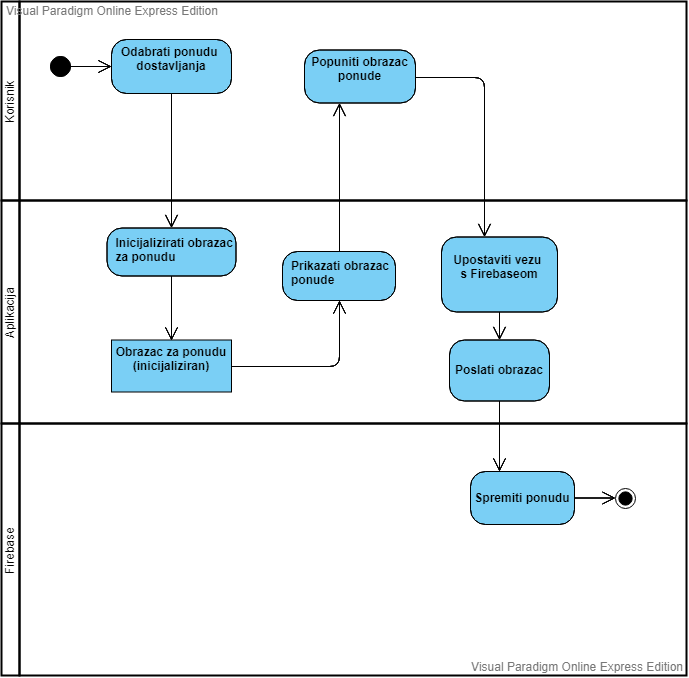 Visual Paradigm Online Express Edition
Korisnik
Odabrati ponudu
dostavljanja
Popuniti obrazac
ponude
Aplikacija
Inicijalizirati obrazac
za ponudu
Prikazati obrazac
ponude
Upostaviti vezu
s Firebaseom
Obrazac za ponudu
(inicijaliziran)
Poslati obrazac
Firebase
Spremiti ponudu
Visual Paradigm Online Express Edition